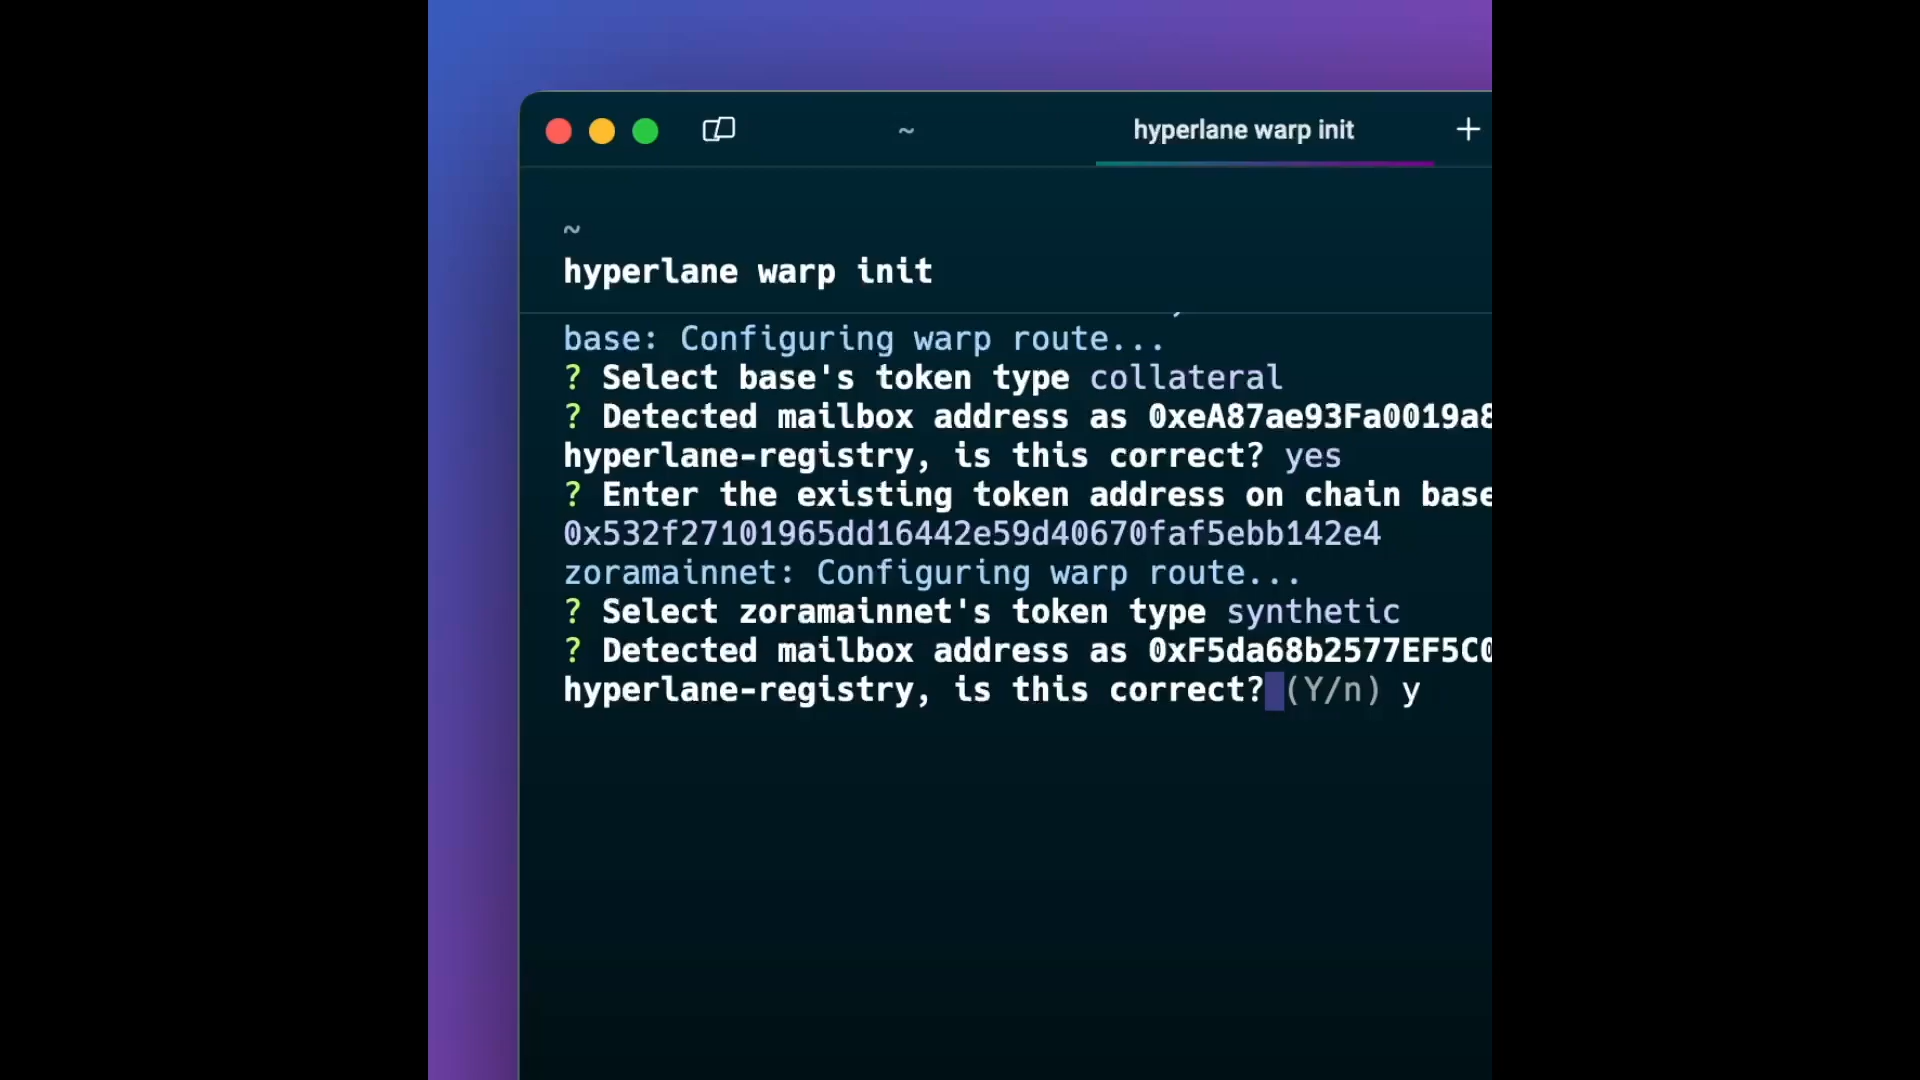 ~
hyperlane warp init
+
~
hyperlane warp init
base: Configuring warp route...
? Select base's token type collateral
? Detected mailbox address as 0xeA87ae93Fa0019a8
hyperlane-registry, is this correct? yes
? Enter the existing token address on chain base
0x532f27101965dd16442e59d40670faf5ebb142e4
zoramainnet: Configuring warp route...
? Select zoramainnet's token type synthetic
? Detected mailbox address as 0xF5da68b2577EF5C0
hyperlane-registry, is this correct? (Y/n) y